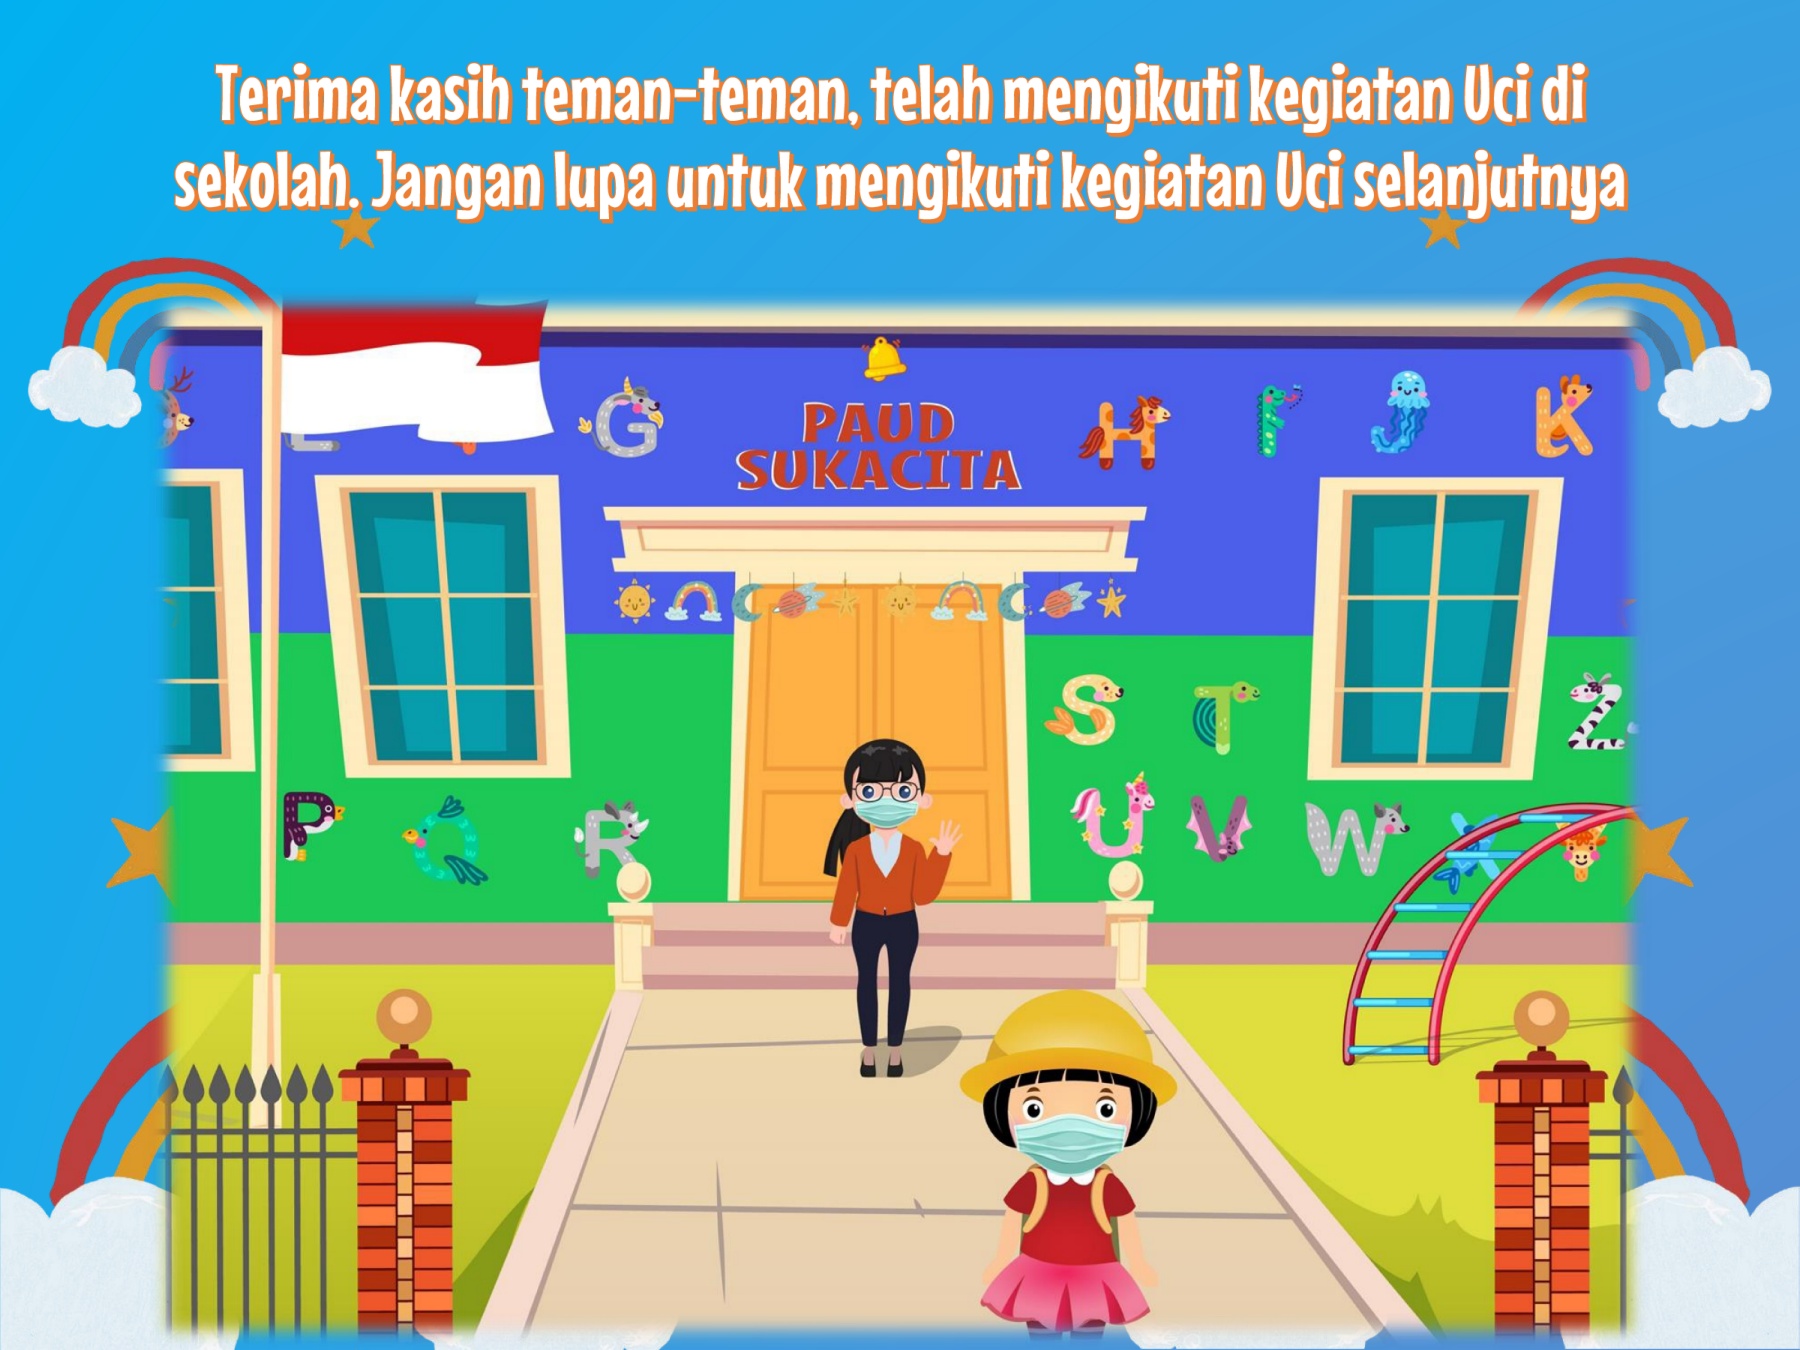 Terima kasih teman-teman, telah mengikuti kegiatan Uci di
sekolah. Jangan lupa untuk mengikuti kegiatan Uci selanjutnya
PAUD
SUKACITA
G H F J K
S T Z
P Q R U V W X Y